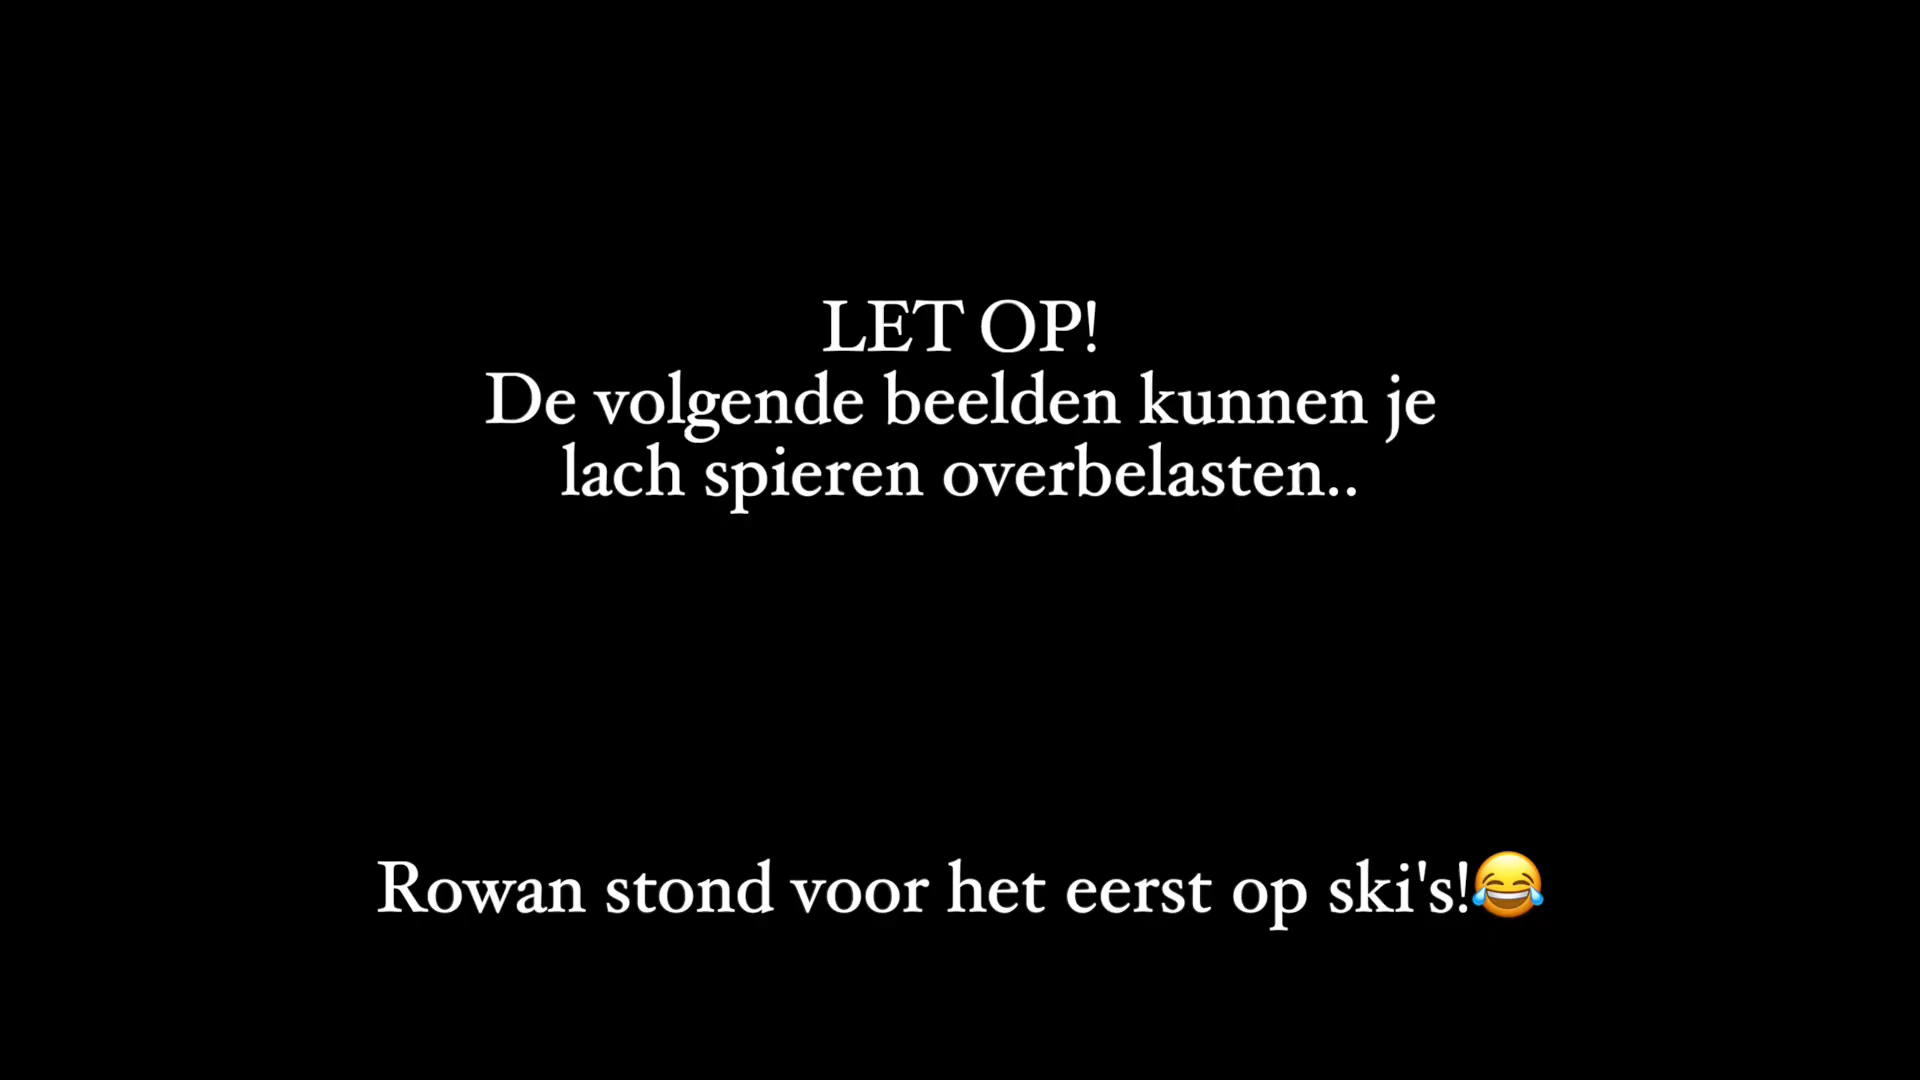 LET OP!
De volgende beelden kunnen je
lach spieren overbelasten..
Rowan stond voor het eerst op ski's!😂